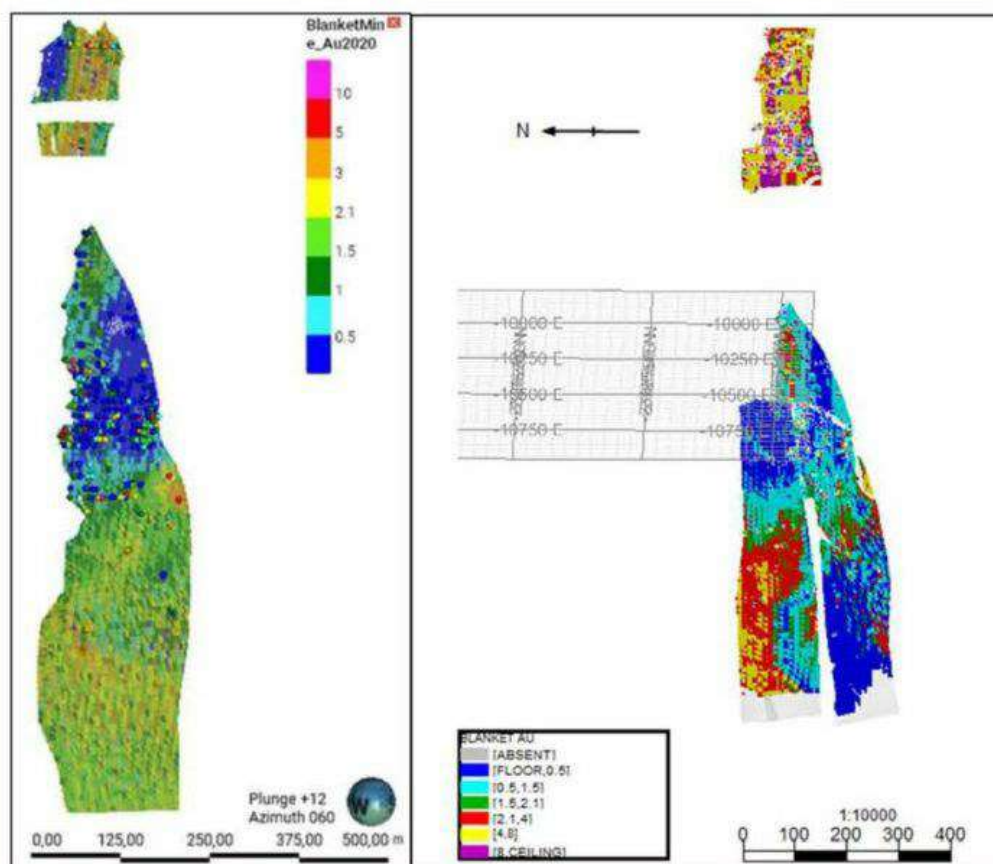 BlanketMin
e_Au2020
10
5
3
2.1
1.5
1
0.5
Plunge +12
Azimuth 060
0,00 125,00 250,00 375,00 500,00 m
N
-10000 E -10000 E
-10250 E -10250 E
-10500 E -10500
-10750 E -10750
BLANKET AU
[ABSENT]
[FLOOR,0.5]
[0.5,1.5]
[1.5,2.1]
[2.1,4]
[4,8]
[8,CEILING]
1:10000
0 100 200 300 400